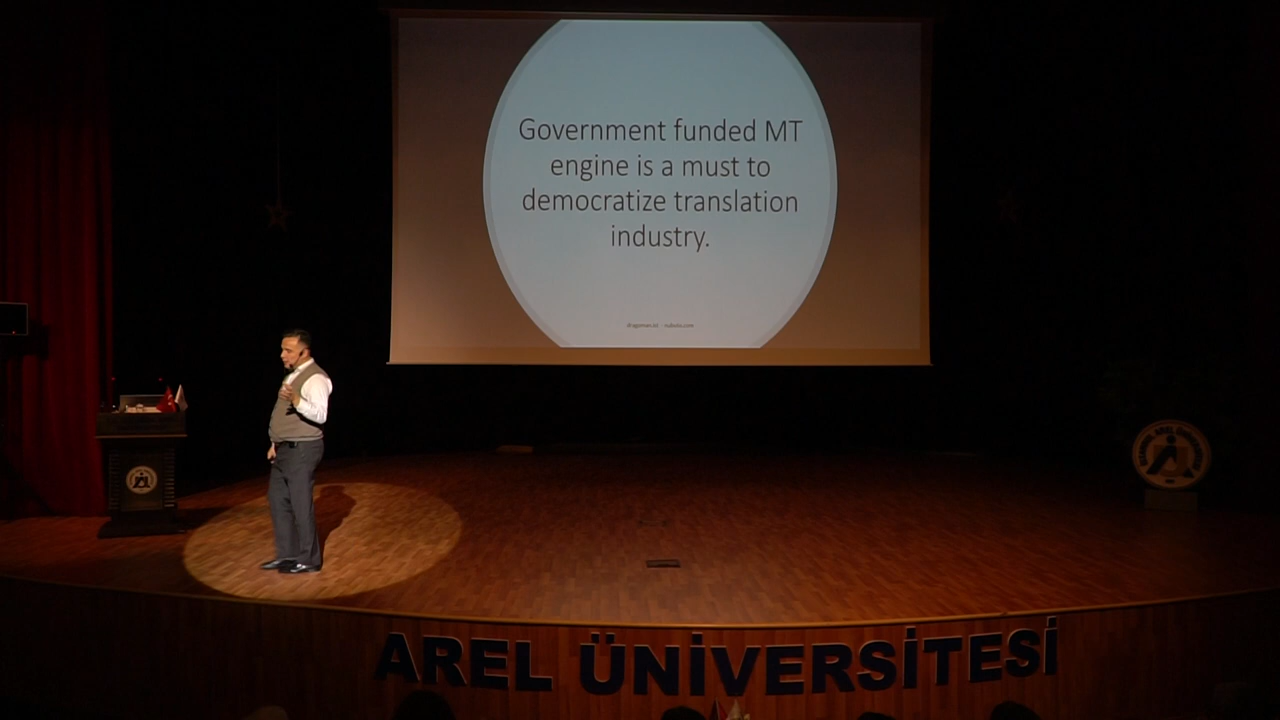 Government funded MT
engine is a must to
democratize translation
industry.
AREL ÜNİVERSİTESİ